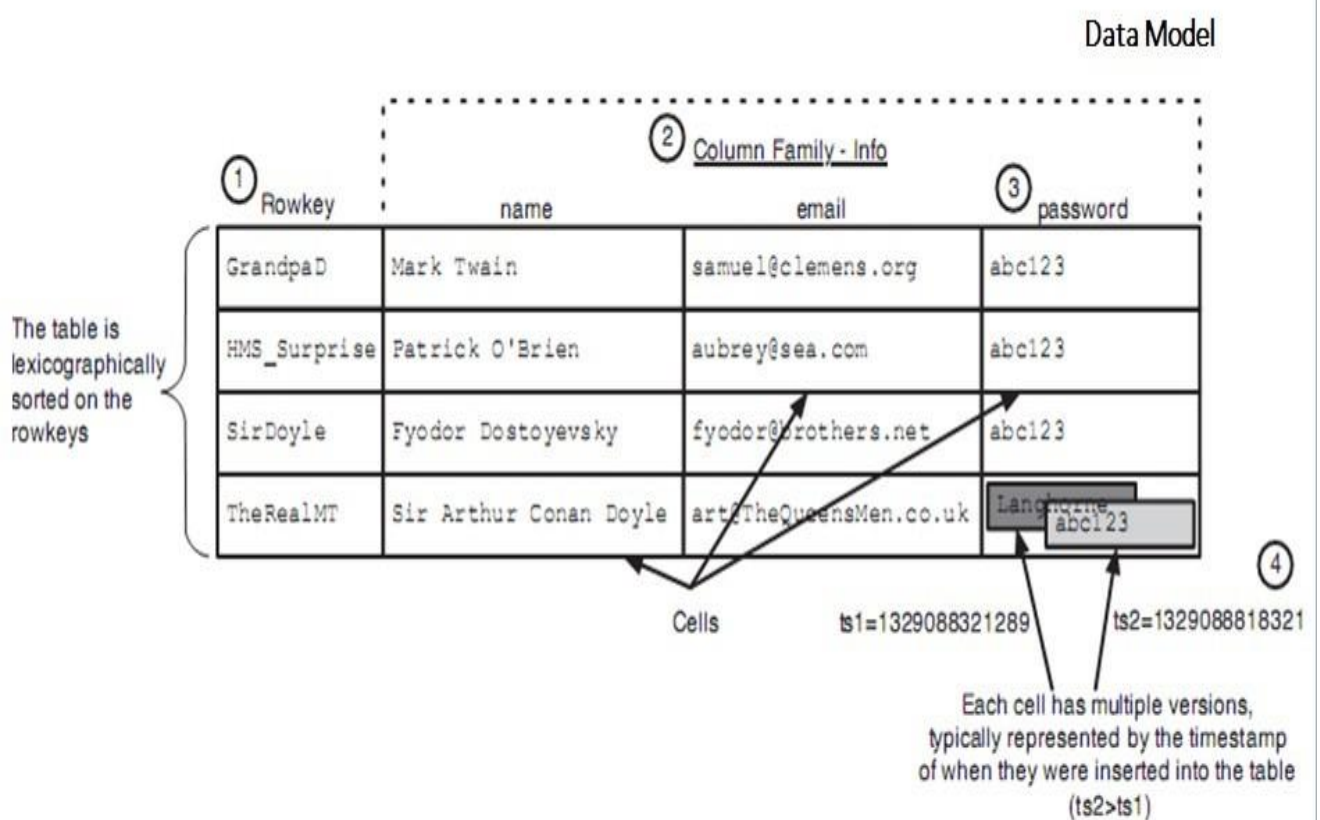 Data Model
2 Column Family - Info
1 Rowkey name email 3 password
GrandpaD Mark Twain samuel@clemens.org abc123
HMS_Surprise Patrick O'Brien aubrey@sea.com abc123
SirDoyle Fyodor Dostoyevsky fyodor@brothers.net abc123
TheRealMT Sir Arthur Conan Doyle art@TheQueensMen.co.uk Langhorne abc123
The table is
lexicographically
sorted on the
rowkeys
4
Cells ts1=1329088321289 ts2=1329088818321
Each cell has multiple versions,
typically represented by the timestamp
of when they were inserted into the table
(ts2>ts1)